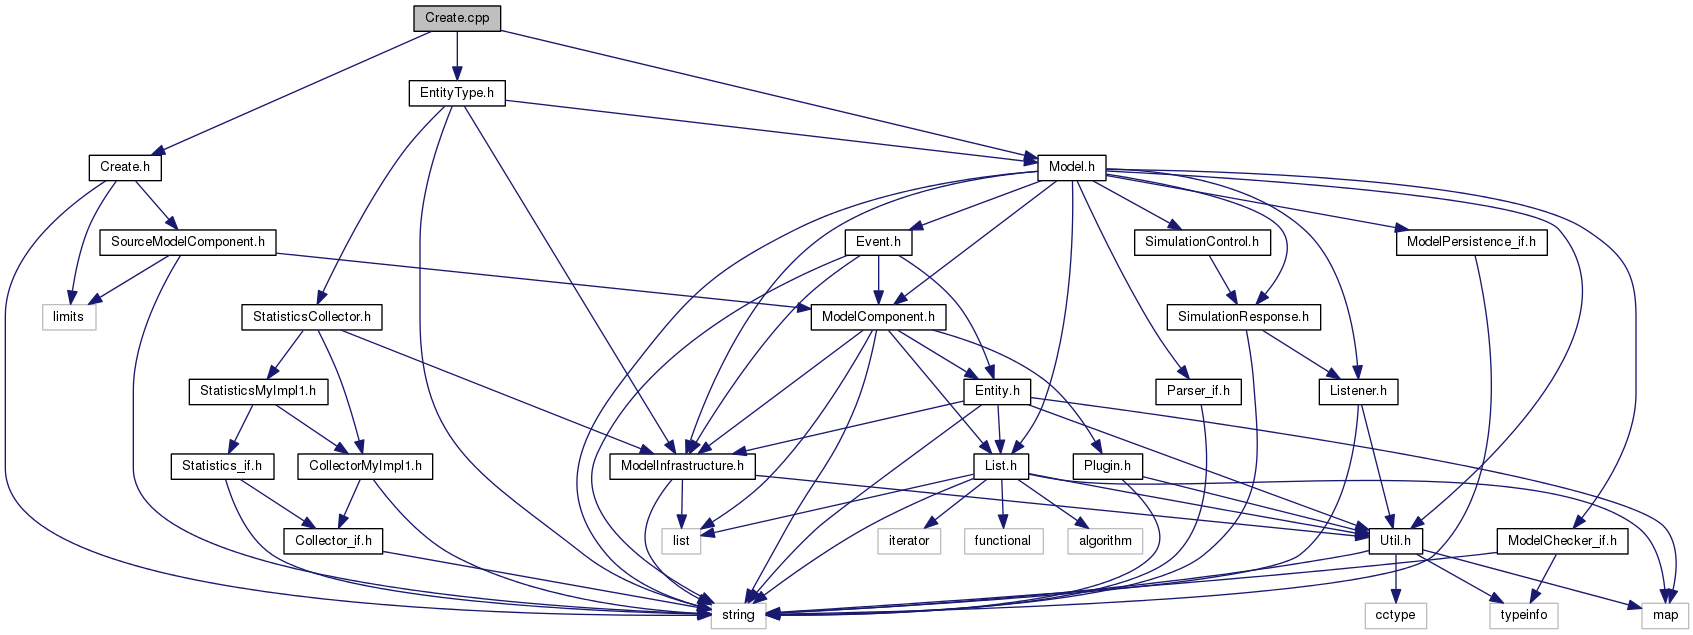 Create.cpp
EntityType.h
Create.h
Model.h
SourceModelComponent.h
Event.h
SimulationControl.h
ModelPersistence_if.h
limits
StatisticsCollector.h
ModelComponent.h
SimulationResponse.h
StatisticsMyImpl1.h
Entity.h
Parser_if.h
Listener.h
Statistics_if.h
CollectorMyImpl1.h
ModelInfrastructure.h
List.h
Plugin.h
Collector_if.h
list
iterator
functional
algorithm
Util.h
ModelChecker_if.h
string
cctype
typeinfo
map